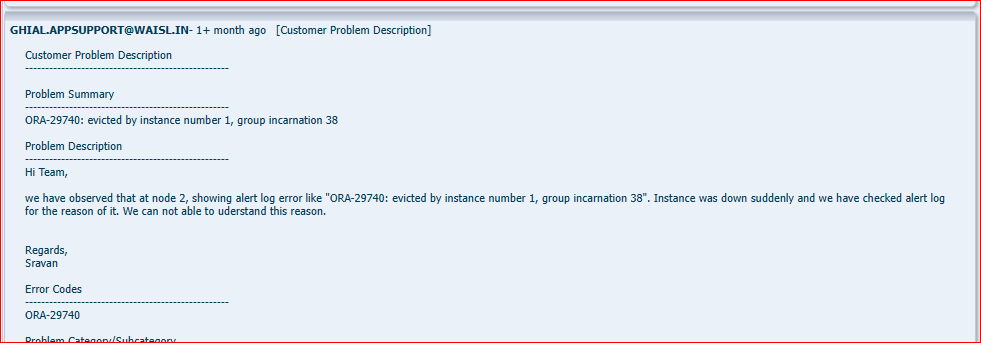 GHIAL.APPSUPPORT@WAISL.IN- 1+ month ago [Customer Problem Description]
Customer Problem Description
---------------------------------------------------
Problem Summary
---------------------------------------------------
ORA-29740: evicted by instance number 1, group incarnation 38
Problem Description
---------------------------------------------------
Hi Team,
we have observed that at node 2, showing alert log error like "ORA-29740: evicted by instance number 1, group incarnation 38". Instance was down suddenly and we have checked alert log
for the reason of it. We can not able to uderstand this reason.
Regards,
Sravan
Error Codes
---------------------------------------------------
ORA-29740
Problem Category/Subcategory